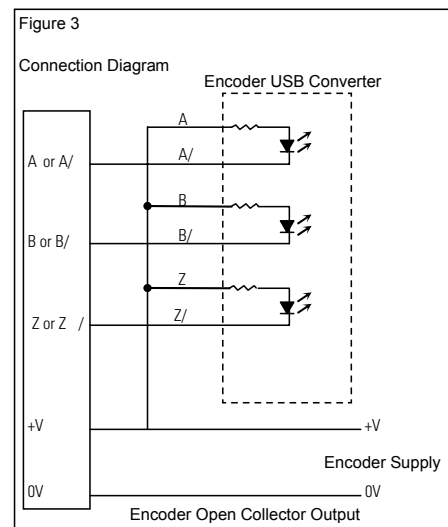 Figure 3
Connection Diagram
Encoder USB Converter
A
A or A/
A/
B
B or B/
B/
Z
Z or Z /
Z/
+V
+V
Encoder Supply
0V
0V
Encoder Open Collector Output